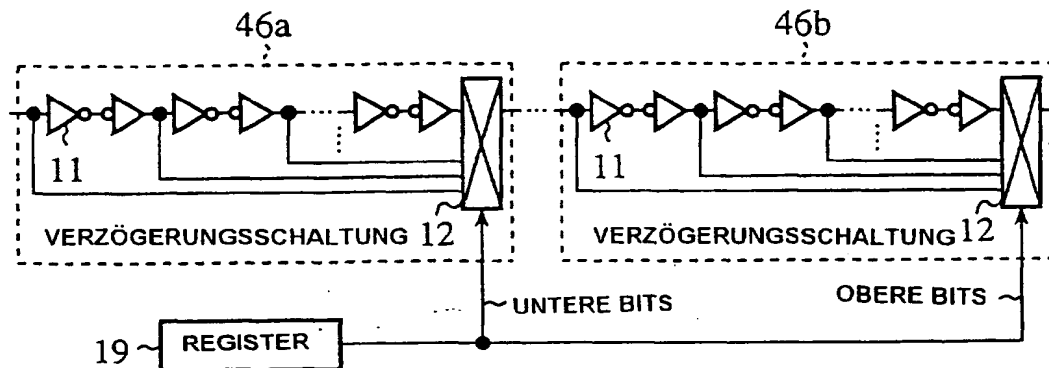 46a 46b
11 11
VERZÖGERUNGSSCHALTUNG 12 VERZÖGERUNGSSCHALTUNG 12
UNTERE BITS OBERE BITS
19 REGISTER